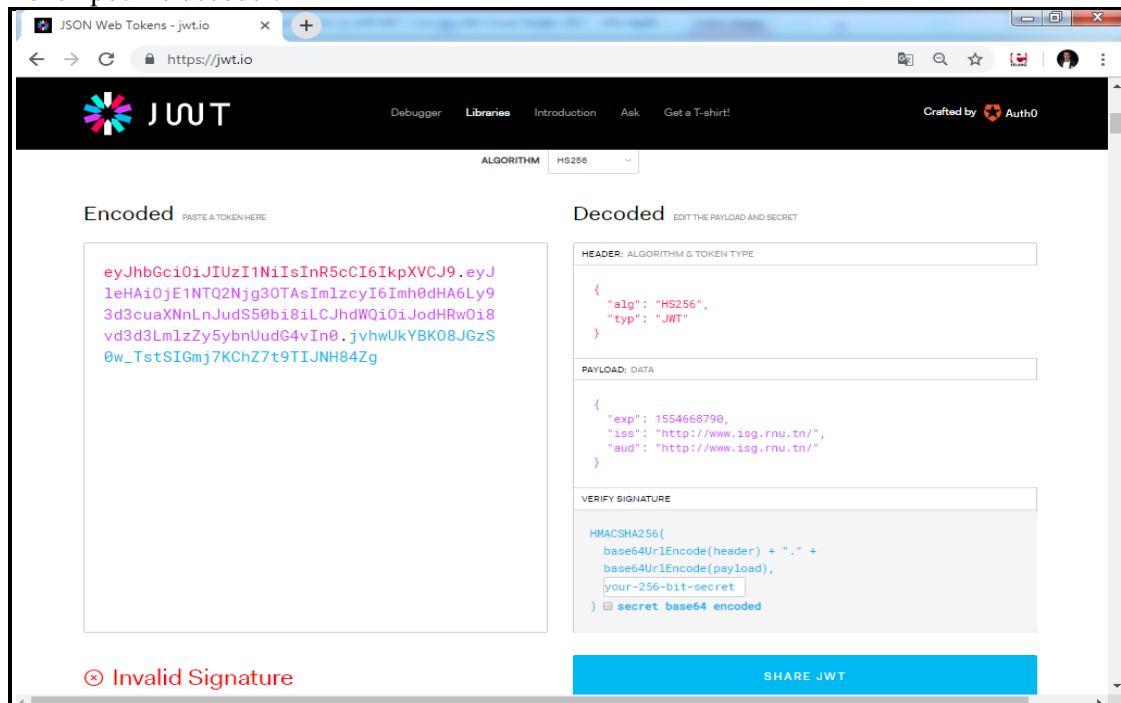 JSON Web Tokens - jwt.io
https://jwt.io
JWT
Debugger Libraries Introduction Ask Get a T-shirt!
Crafted by Auth0
ALGORITHM HS256
Encoded PASTE A TOKEN HERE
eyJhbGciOiJIUzI1NiIsInR5cCI6IkpXVCJ9.eyJ
leHAiOjE1NTQ2Njg3OTAsImlzcyI6Imh0dHA6Ly9
3d3cuaXNnLnJudS50bi8iLCJhdWQiOiJodHRwOi8
vd3d3LmlzZy5ybnUudG4vIn0.jvhwUkYBKO8JGzS
0w_TstSIGmj7KChZ7t9TIJNH84Zg
Decoded EDIT THE PAYLOAD AND SECRET
HEADER: ALGORITHM & TOKEN TYPE
{
"alg": "HS256",
"typ": "JWT"
}
PAYLOAD: DATA
{
"exp": 1554668790,
"iss": "http://www.isg.rnu.tn/",
"aud": "http://www.isg.rnu.tn/"
}
VERIFY SIGNATURE
HMACSHA256(
base64UrlEncode(header) + "." +
base64UrlEncode(payload),
your-256-bit-secret
) secret base64 encoded
Invalid Signature
SHARE JWT